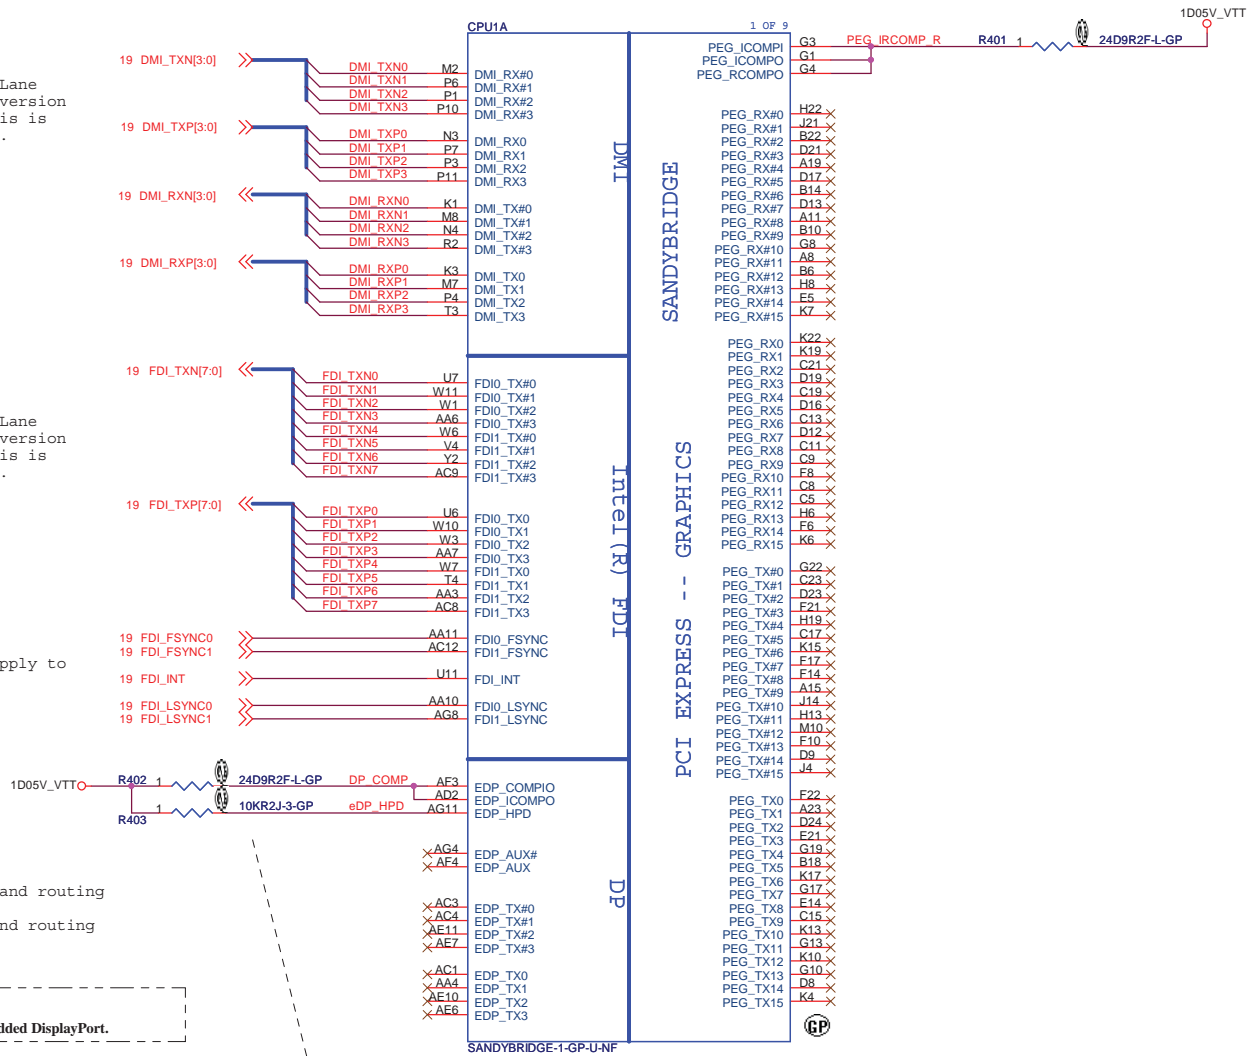 1D05V_VTT
CPU1A
1 OF 9
PEG_IRCOMP_R R401 1 2 24D9R2F-L-GP
19 DMI_TXN[3:0]
DMI_TXN0 M2 DMI_RX#0
DMI_TXN1 P6 DMI_RX#1
DMI_TXN2 P1 DMI_RX#2
DMI_TXN3 P10 DMI_RX#3
19 DMI_TXP[3:0]
DMI_TXP0 N3 DMI_RX0
DMI_TXP1 P7 DMI_RX1
DMI_TXP2 P3 DMI_RX2
DMI_TXP3 P11 DMI_RX3
19 DMI_RXN[3:0]
DMI_RXN0 K1 DMI_TX#0
DMI_RXN1 M8 DMI_TX#1
DMI_RXN2 N4 DMI_TX#2
DMI_RXN3 R2 DMI_TX#3
19 DMI_RXP[3:0]
DMI_RXP0 K3 DMI_TX0
DMI_RXP1 M7 DMI_TX1
DMI_RXP2 P4 DMI_TX2
DMI_RXP3 T3 DMI_TX3
DMI
Lane
version
is is
.
19 FDI_TXN[7:0]
FDI_TXN0 U7 FDI0_TX#0
FDI_TXN1 W11 FDI0_TX#1
FDI_TXN2 W1 FDI0_TX#2
FDI_TXN3 AA6 FDI0_TX#3
FDI_TXN4 W6 FDI1_TX#0
FDI_TXN5 V4 FDI1_TX#1
FDI_TXN6 Y2 FDI1_TX#2
FDI_TXN7 AC9 FDI1_TX#3
Lane
version
is is
.
19 FDI_TXP[7:0]
FDI_TXP0 U6 FDI0_TX0
FDI_TXP1 W10 FDI0_TX1
FDI_TXP2 W3 FDI0_TX2
FDI_TXP3 AA7 FDI0_TX3
FDI_TXP4 W7 FDI1_TX0
FDI_TXP5 T4 FDI1_TX1
FDI_TXP6 AA3 FDI1_TX2
FDI_TXP7 AC8 FDI1_TX3
19 FDI_FSYNC0 AA11 FDI0_FSYNC
19 FDI_FSYNC1 AC12 FDI1_FSYNC
pply to
19 FDI_INT U11 FDI_INT
19 FDI_LSYNC0 AA10 FDI0_LSYNC
19 FDI_LSYNC1 AG8 FDI1_LSYNC
Intel(R) FDI
1D05V_VTT
R402 1 2 24D9R2F-L-GP DP_COMP AF3 EDP_COMPIO
AD2 EDP_ICOMPO
R403 1 2 10KR2J-3-GP eDP_HPD AG11 EDP_HPD
AG4 EDP_AUX#
AF4 EDP_AUX
AC3 EDP_TX#0
AC4 EDP_TX#1
AE11 EDP_TX#2
AE7 EDP_TX#3
AC1 EDP_TX0
AA4 EDP_TX1
AE10 EDP_TX2
AE6 EDP_TX3
DP
and routing
nd routing
dded DisplayPort.
SANDYBRIDGE
PCI EXPRESS -- GRAPHICS
PEG_ICOMPI G3
PEG_ICOMPO G1
PEG_RCOMPO G4
PEG_RX#0 H22
PEG_RX#1 J21
PEG_RX#2 B22
PEG_RX#3 D21
PEG_RX#4 A19
PEG_RX#5 D17
PEG_RX#6 B14
PEG_RX#7 D13
PEG_RX#8 A11
PEG_RX#9 B10
PEG_RX#10 G8
PEG_RX#11 A8
PEG_RX#12 B6
PEG_RX#13 H8
PEG_RX#14 E5
PEG_RX#15 K7
PEG_RX0 K22
PEG_RX1 K19
PEG_RX2 C21
PEG_RX3 D19
PEG_RX4 C19
PEG_RX5 D16
PEG_RX6 C13
PEG_RX7 D12
PEG_RX8 C11
PEG_RX9 C9
PEG_RX10 F8
PEG_RX11 C8
PEG_RX12 C5
PEG_RX13 H6
PEG_RX14 F6
PEG_RX15 K6
PEG_TX#0 G22
PEG_TX#1 C23
PEG_TX#2 D23
PEG_TX#3 F21
PEG_TX#4 H19
PEG_TX#5 C17
PEG_TX#6 K15
PEG_TX#7 F17
PEG_TX#8 F14
PEG_TX#9 A15
PEG_TX#10 J14
PEG_TX#11 H13
PEG_TX#12 M10
PEG_TX#13 F10
PEG_TX#14 D9
PEG_TX#15 J4
PEG_TX0 F22
PEG_TX1 A23
PEG_TX2 D24
PEG_TX3 E21
PEG_TX4 G19
PEG_TX5 B18
PEG_TX6 K17
PEG_TX7 G17
PEG_TX8 E14
PEG_TX9 C15
PEG_TX10 K13
PEG_TX11 G13
PEG_TX12 K10
PEG_TX13 G10
PEG_TX14 D8
PEG_TX15 K4
GP
SANDYBRIDGE-1-GP-U-NF